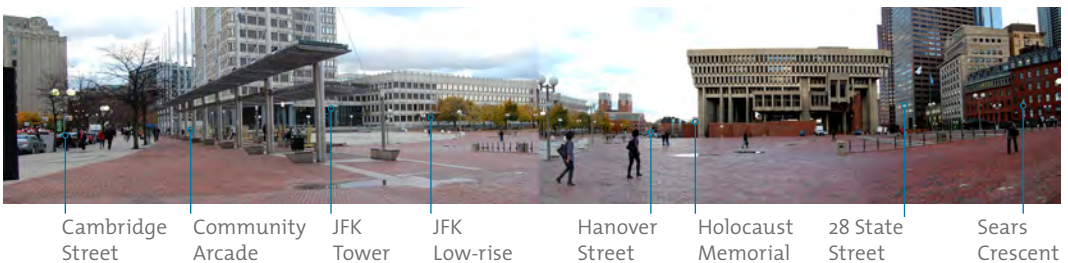 Cambridge Street
Community Arcade
JFK Tower
JFK Low-rise
Hanover Street
Holocaust Memorial
28 State Street
Sears Crescent